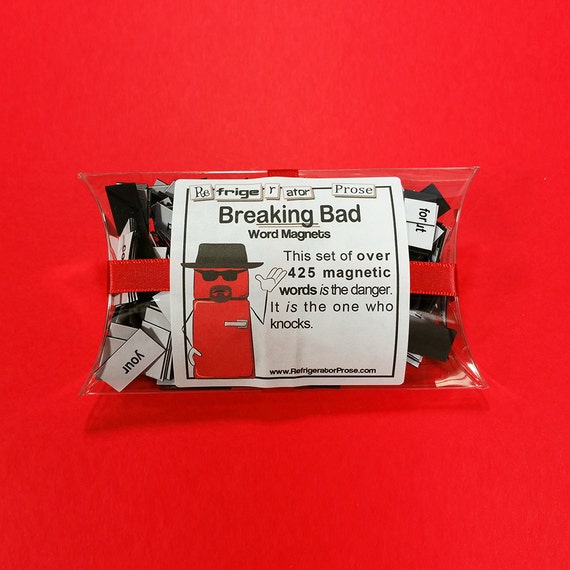 Refrigerator Prose
Breaking Bad
Word Magnets
This set of over
425 magnetic
words is the danger.
It is the one who
knocks.
www.RefrigeratorProse.com
your
for